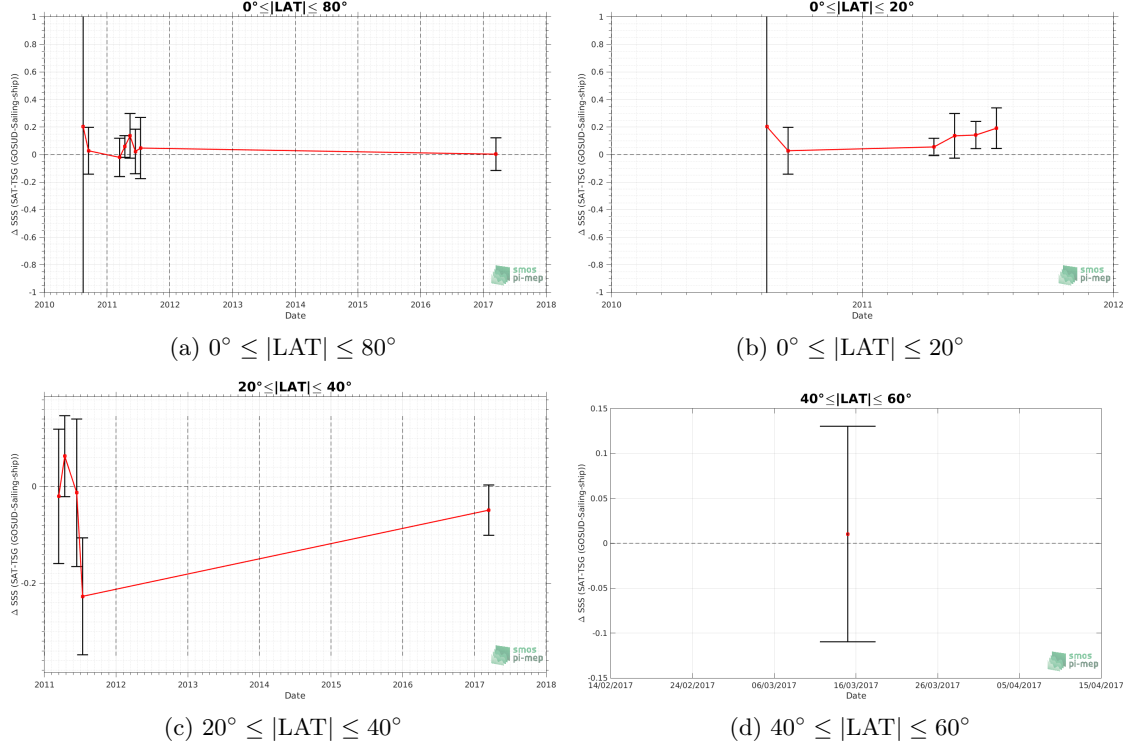 0°≤|LAT|≤ 80°
1
0.8
0.6
0.4
0.2
0
-0.2
-0.4
-0.6
-0.8
-1
Δ SSS (SAT-TSG (GOSUD-Sailing-ship))
2010 2011 2012 2013 2014 2015 2016 2017 2018
Date
smos
pi-mep
(a) 0° ≤ |LAT| ≤ 80°
0°≤|LAT|≤ 20°
1
0.8
0.6
0.4
0.2
0
-0.2
-0.4
-0.6
-0.8
-1
Δ SSS (SAT-TSG (GOSUD-Sailing-ship))
2010 2011 2012
Date
smos
pi-mep
(b) 0° ≤ |LAT| ≤ 20°
20°≤|LAT|≤ 40°
0
-0.2
Δ SSS (SAT-TSG (GOSUD-Sailing-ship))
2011 2012 2013 2014 2015 2016 2017 2018
Date
smos
pi-mep
(c) 20° ≤ |LAT| ≤ 40°
40°≤|LAT|≤ 60°
0.15
0.1
0.05
0
-0.05
-0.1
-0.15
Δ SSS (SAT-TSG (GOSUD-Sailing-ship))
14/02/2017 24/02/2017 06/03/2017 16/03/2017 26/03/2017 05/04/2017 15/04/2017
Date
smos
pi-mep
(d) 40° ≤ |LAT| ≤ 60°